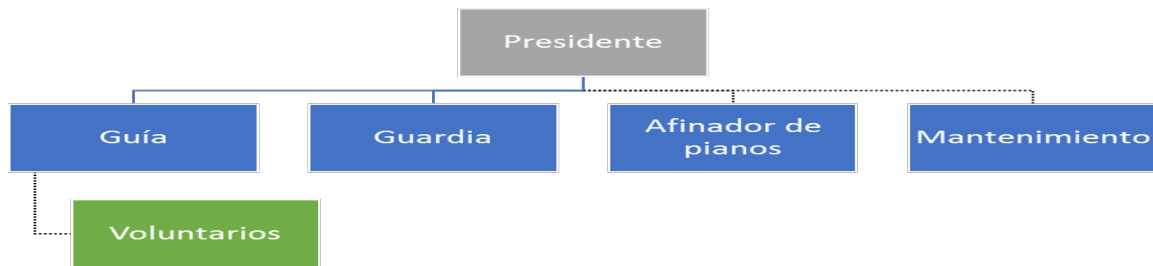 Presidente
Guía
Guardia
Afinador de
pianos
Mantenimiento
Voluntarios